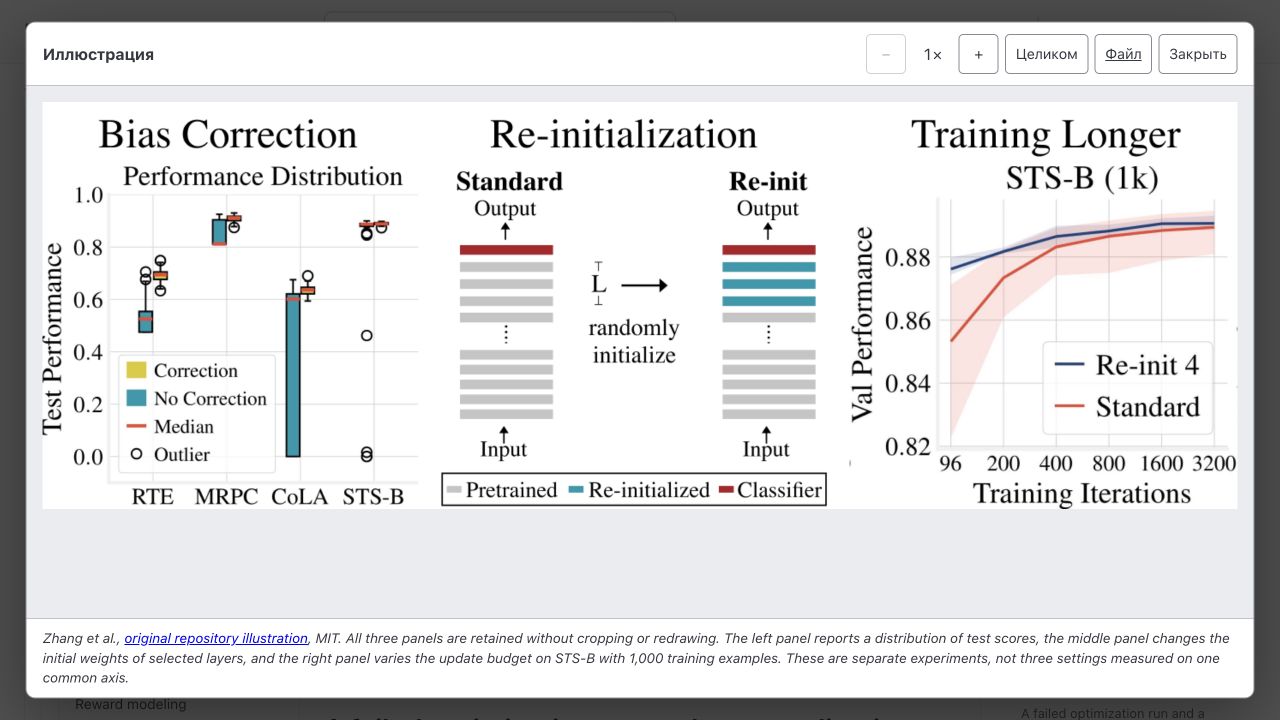 Иллюстрация
−
1×
+
Целиком
Файл
Закрыть
Bias Correction
Performance Distribution
Test Performance
1.0
0.8
0.6
0.4
0.2
0.0
Correction
No Correction
Median
Outlier
RTE MRPC CoLA STS-B
Re-initialization
Standard
Output
Re-init
Output
L
randomly
initialize
Input
Input
Pretrained Re-initialized Classifier
Training Longer
STS-B (1k)
Val Performance
0.88
0.86
0.84
0.82
Re-init 4
Standard
96 200 400 800 1600 3200
Training Iterations
Zhang et al., original repository illustration, MIT. All three panels are retained without cropping or redrawing. The left panel reports a distribution of test scores, the middle panel changes the
initial weights of selected layers, and the right panel varies the update budget on STS-B with 1,000 training examples. These are separate experiments, not three settings measured on one
common axis.
Reward modeling
A failed optimization run and a